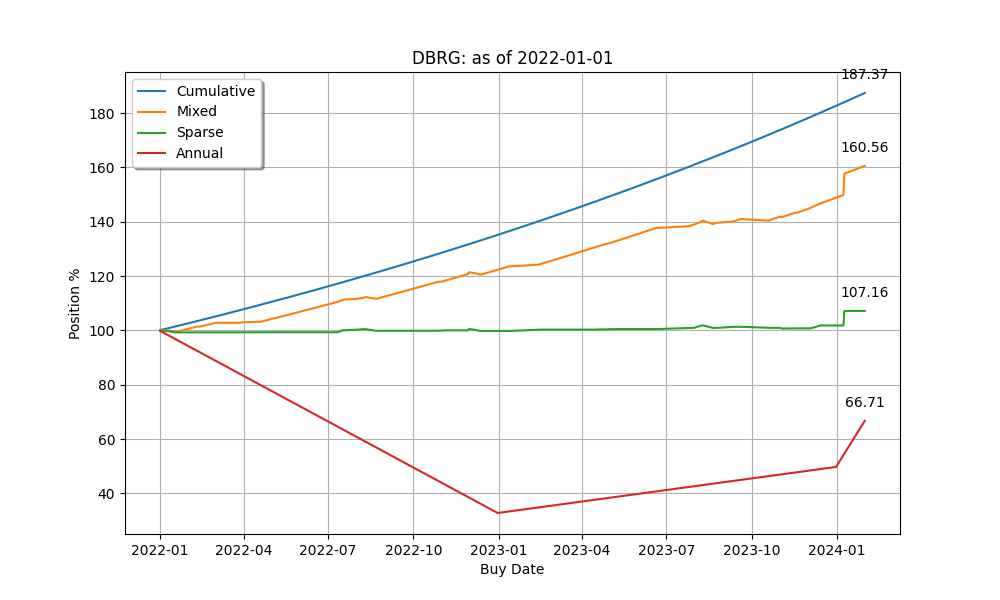 DBRG: as of 2022-01-01
187.37
Cumulative
Mixed
Sparse
Annual
160.56
107.16
66.71
180
160
140
120
100
80
60
40
Position %
2022-01 2022-04 2022-07 2022-10 2023-01 2023-04 2023-07 2023-10 2024-01
Buy Date